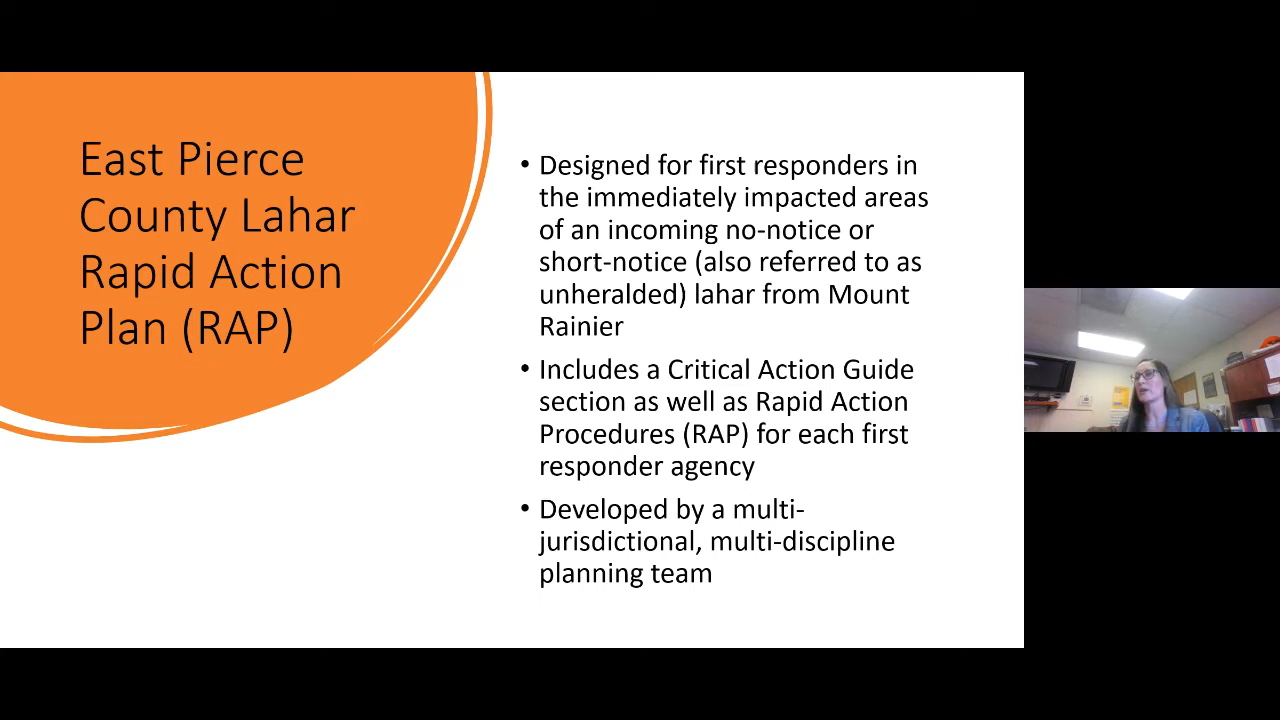 East Pierce
County Lahar
Rapid Action
Plan (RAP)
• Designed for first responders in
the immediately impacted areas
of an incoming no-notice or
short-notice (also referred to as
unheralded) lahar from Mount
Rainier
• Includes a Critical Action Guide
section as well as Rapid Action
Procedures (RAP) for each first
responder agency
• Developed by a multi-
jurisdictional, multi-discipline
planning team